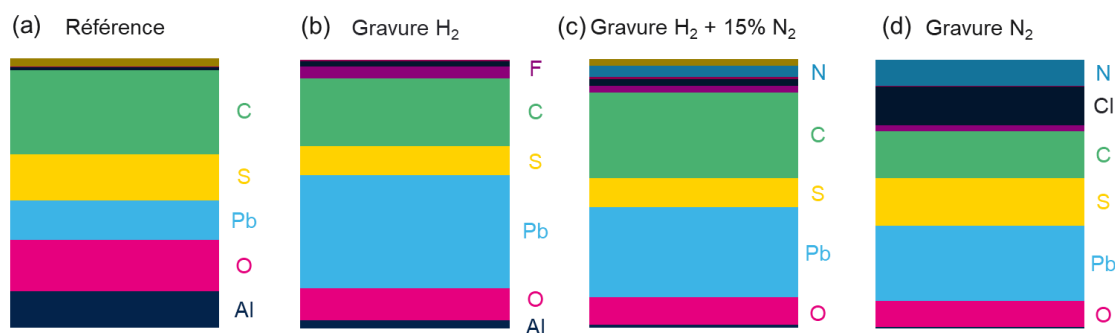 (a) Référence
C
S
Pb
O
Al
(b) Gravure H₂
F
C
S
Pb
O
Al
(c) Gravure H₂ + 15% N₂
N
C
S
Pb
O
(d) Gravure N₂
N
Cl
C
S
Pb
O